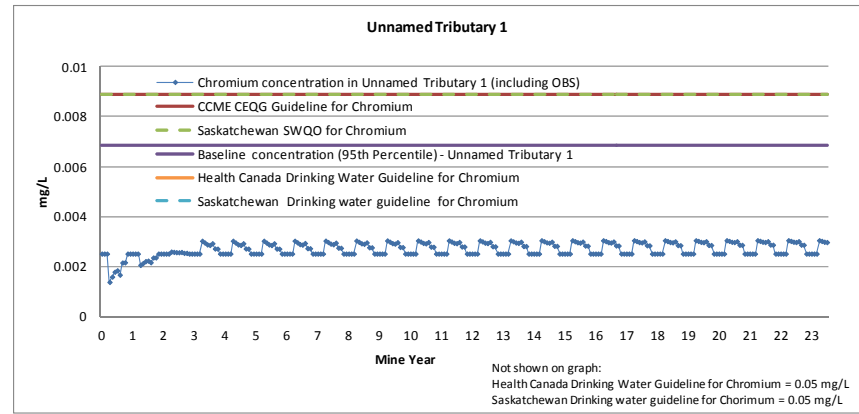 Unnamed Tributary 1
0.01
Chromium concentration in Unnamed Tributary 1 (including OBS)
CCME CEQG Guideline for Chromium
0.008
Saskatchewan SWQO for Chromium
Baseline concentration (95th Percentile) - Unnamed Tributary 1
0.006
Health Canada Drinking Water Guideline for Chromium
Saskatchewan Drinking water guideline for Chromium
0.004
mg/L
0.002
0
0 1 2 3 4 5 6 7 8 9 10 11 12 13 14 15 16 17 18 19 20 21 22 23
Mine Year
Not shown on graph:
Health Canada Drinking Water Guideline for Chromium = 0.05 mg/L
Saskatchewan Drinking water guideline for Chorimum = 0.05 mg/L